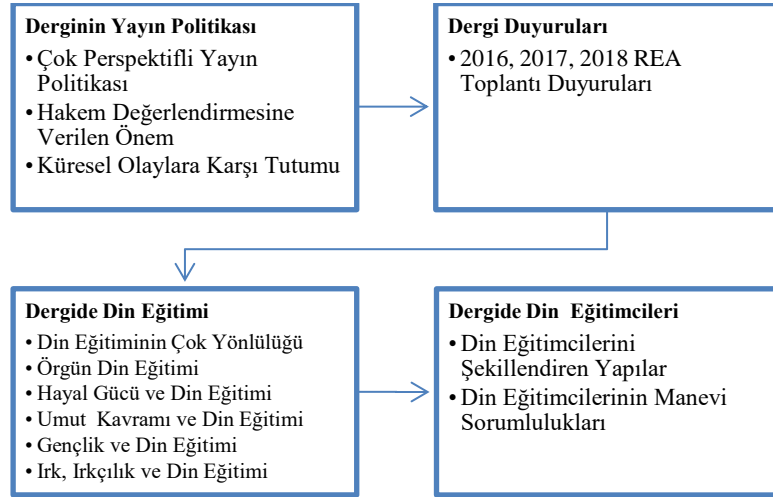 Derginin Yayın Politikası
• Çok Perspektifli Yayın
Politikası
• Hakem Değerlendirmesine
Verilen Önem
• Küresel Olaylara Karşı Tutumu
Dergi Duyuruları
• 2016, 2017, 2018 REA
Toplantı Duyuruları
Dergide Din Eğitimi
• Din Eğitiminin Çok Yönlülüğü
• Örgün Din Eğitimi
• Hayal Gücü ve Din Eğitimi
• Umut Kavramı ve Din Eğitimi
• Gençlik ve Din Eğitimi
• Irk, Irkçılık ve Din Eğitimi
Dergide Din Eğitimcileri
• Din Eğitimcilerini
Şekillendiren Yapılar
• Din Eğitimcilerinin Manevi
Sorumlulukları